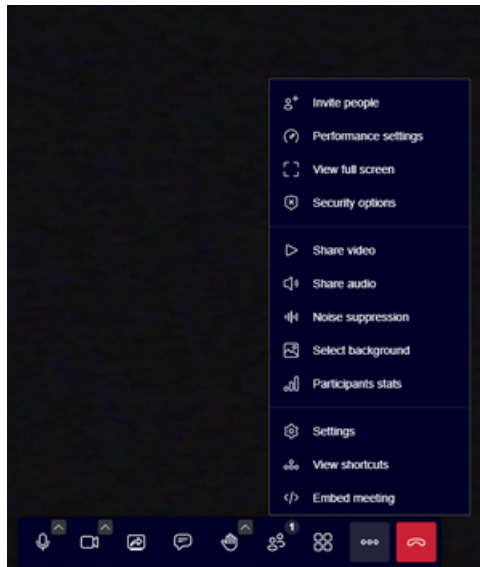 Invite people
Performance settings
View full screen
Security options
Share video
Share audio
Noise suppression
Select background
Participants stats
Settings
View shortcuts
Embed meeting
1